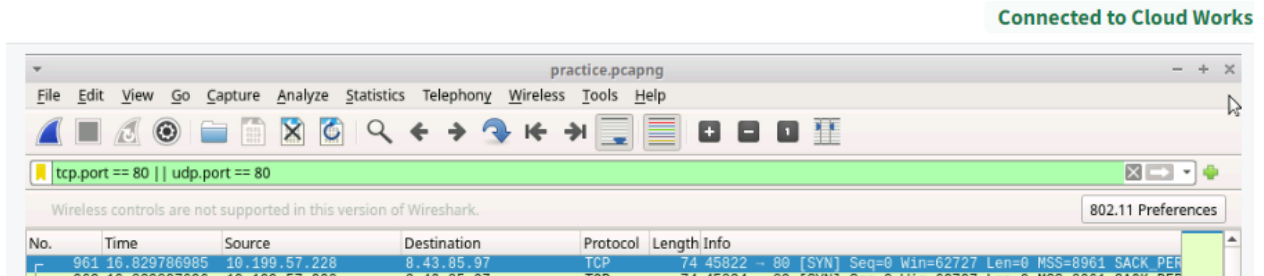 Connected to Cloud Works
practice.pcapng
File Edit View Go Capture Analyze Statistics Telephony Wireless Tools Help
tcp.port == 80 || udp.port == 80
Wireless controls are not supported in this version of Wireshark.
802.11 Preferences
No. Time Source Destination Protocol Length Info
961 16.829786985 10.199.57.228 8.43.85.97 TCP 74 45822 → 80 [SYN] Seq=0 Win=62727 Len=0 MSS=8961 SACK_PER